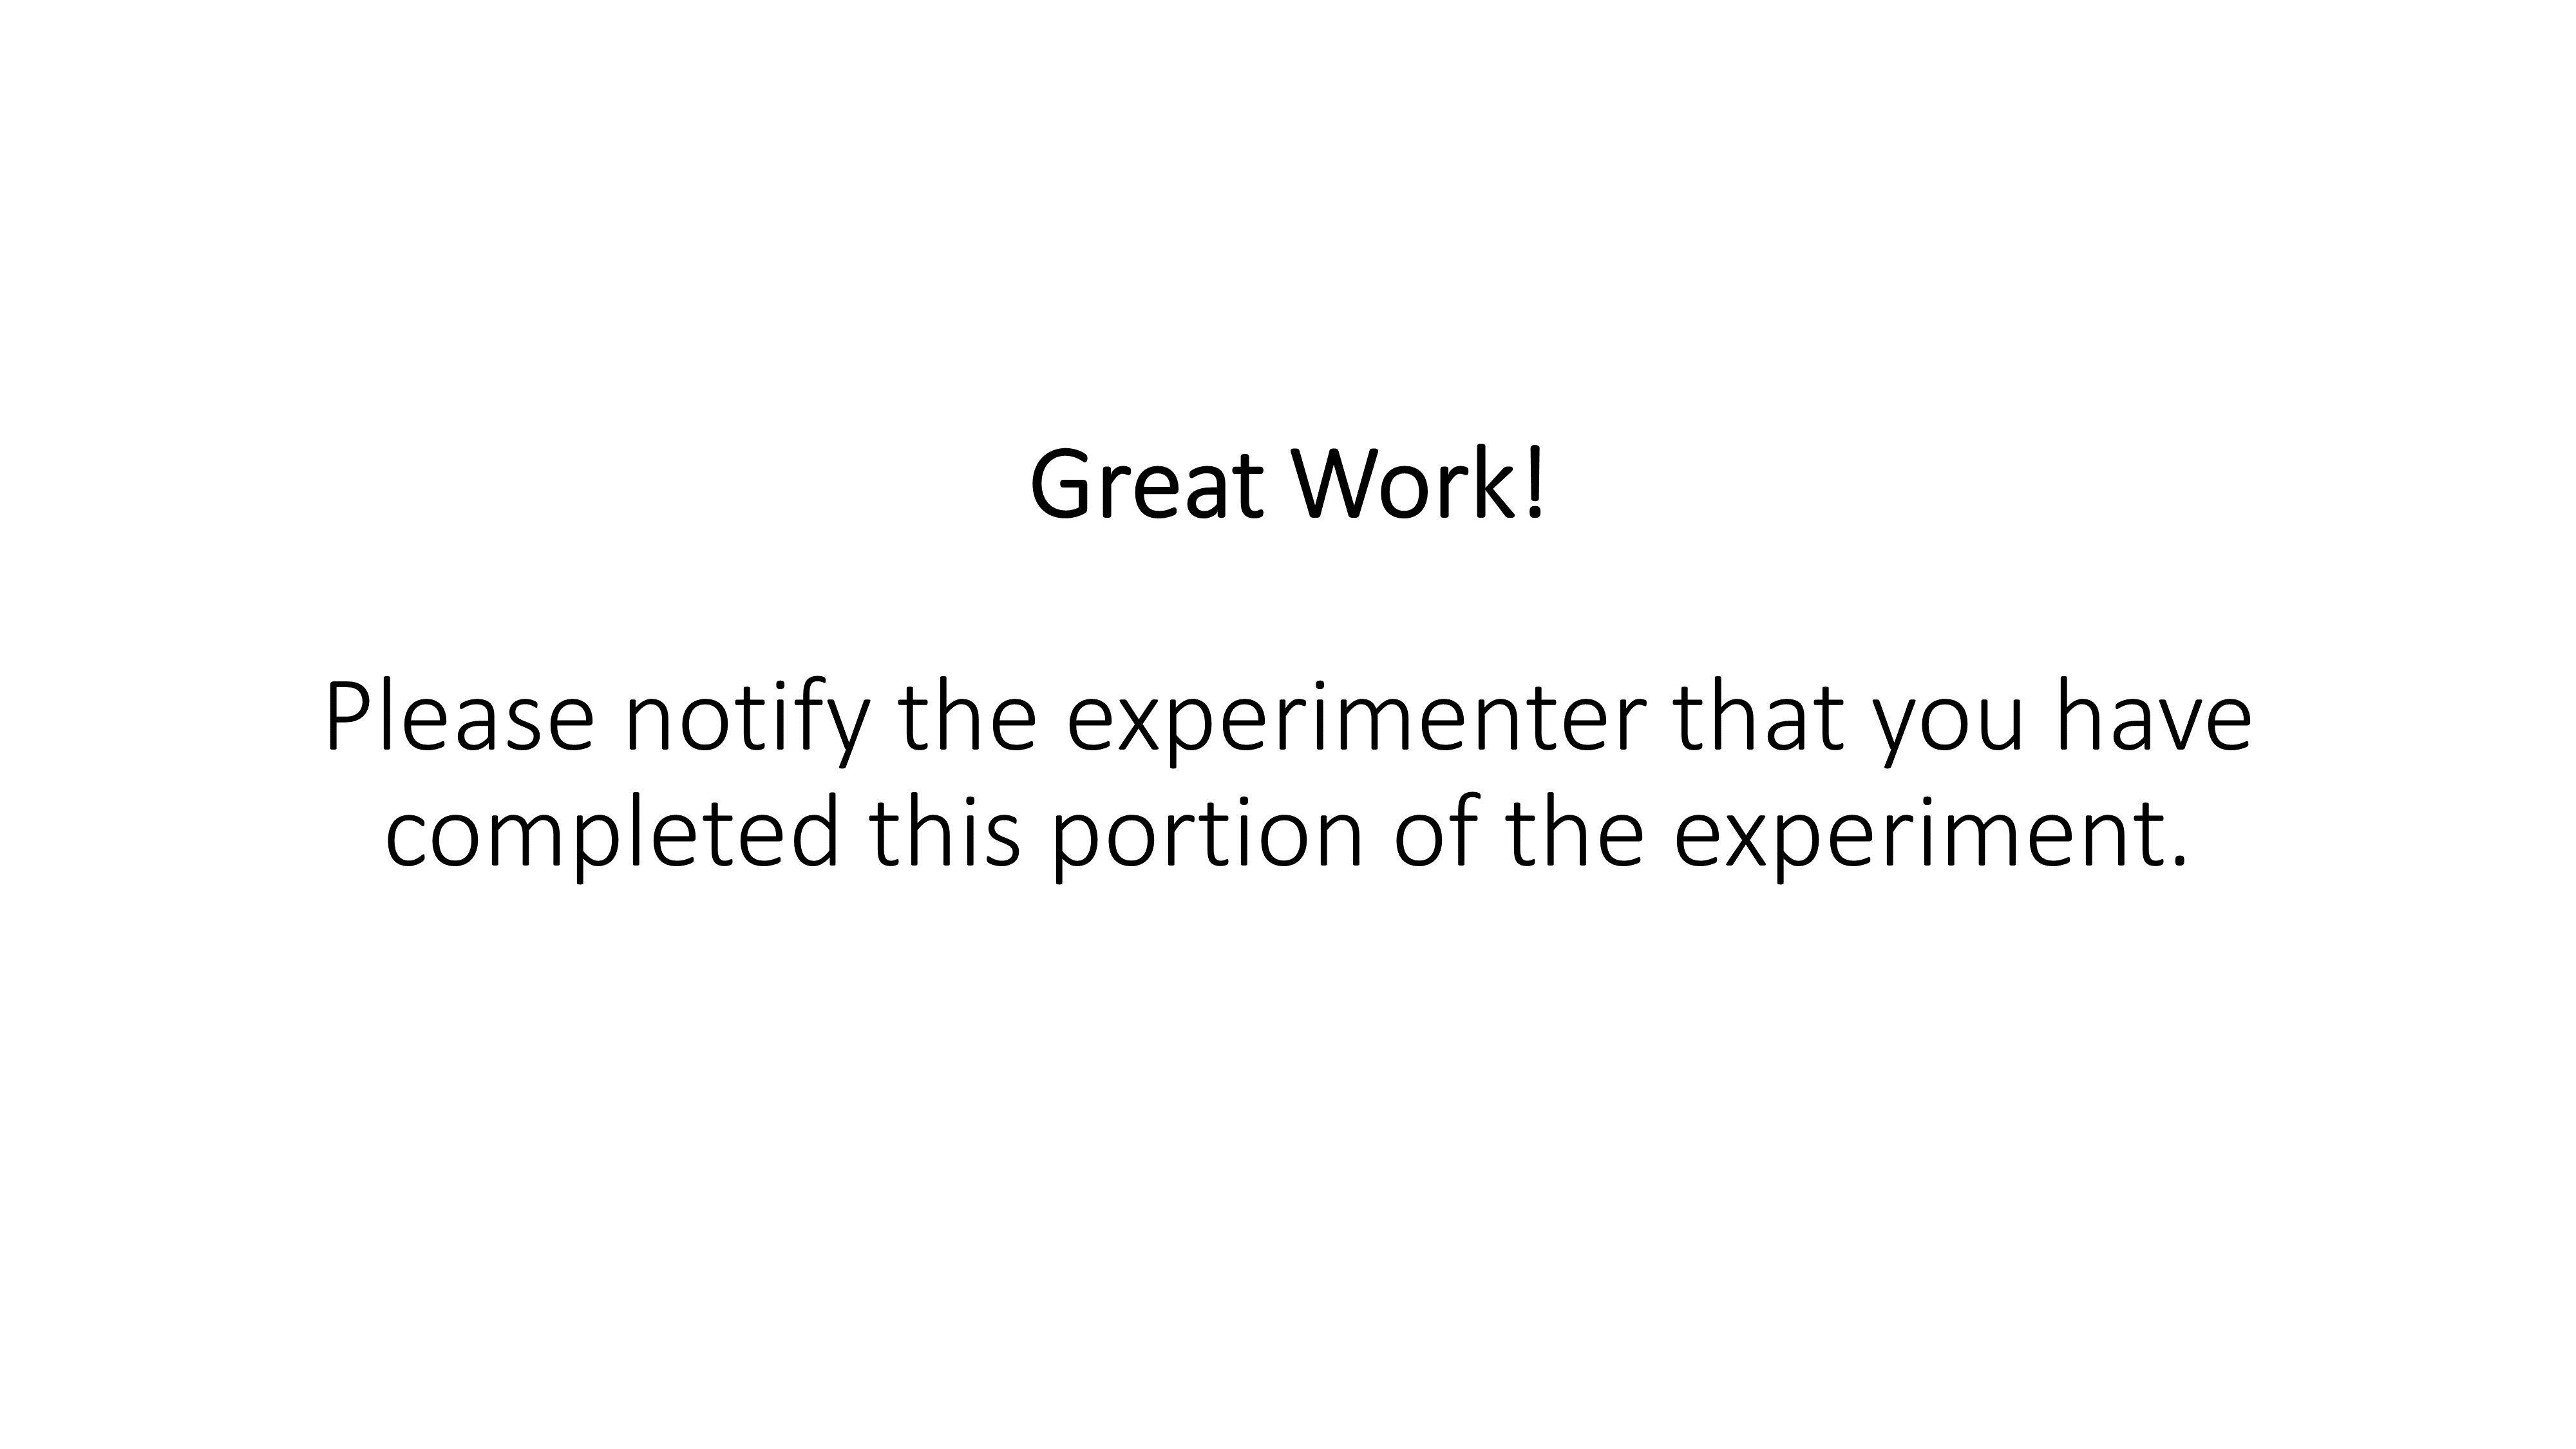 Great Work!
Please notify the experimenter that you have
completed this portion of the experiment.